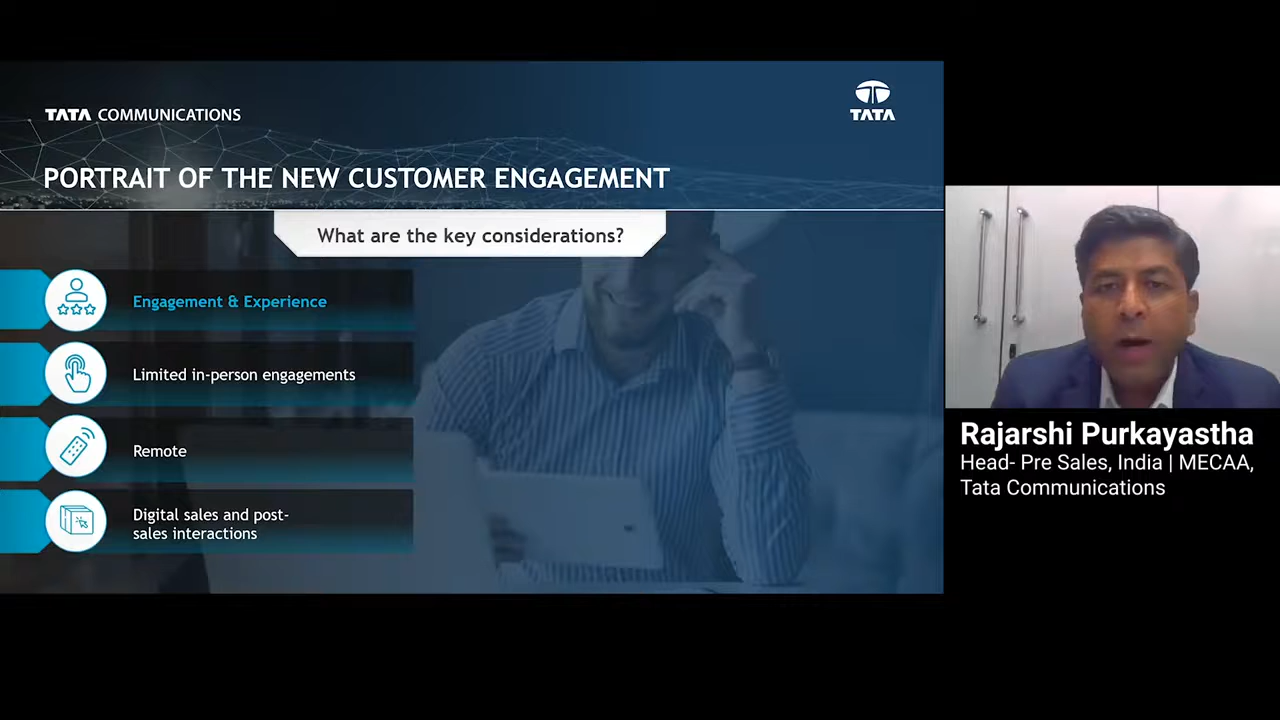 TATA COMMUNICATIONS
TATA
PORTRAIT OF THE NEW CUSTOMER ENGAGEMENT
What are the key considerations?
Engagement & Experience
Limited in-person engagements
Remote
Digital sales and post-
sales interactions
Rajarshi Purkayastha
Head- Pre Sales, India | MECAA,
Tata Communications